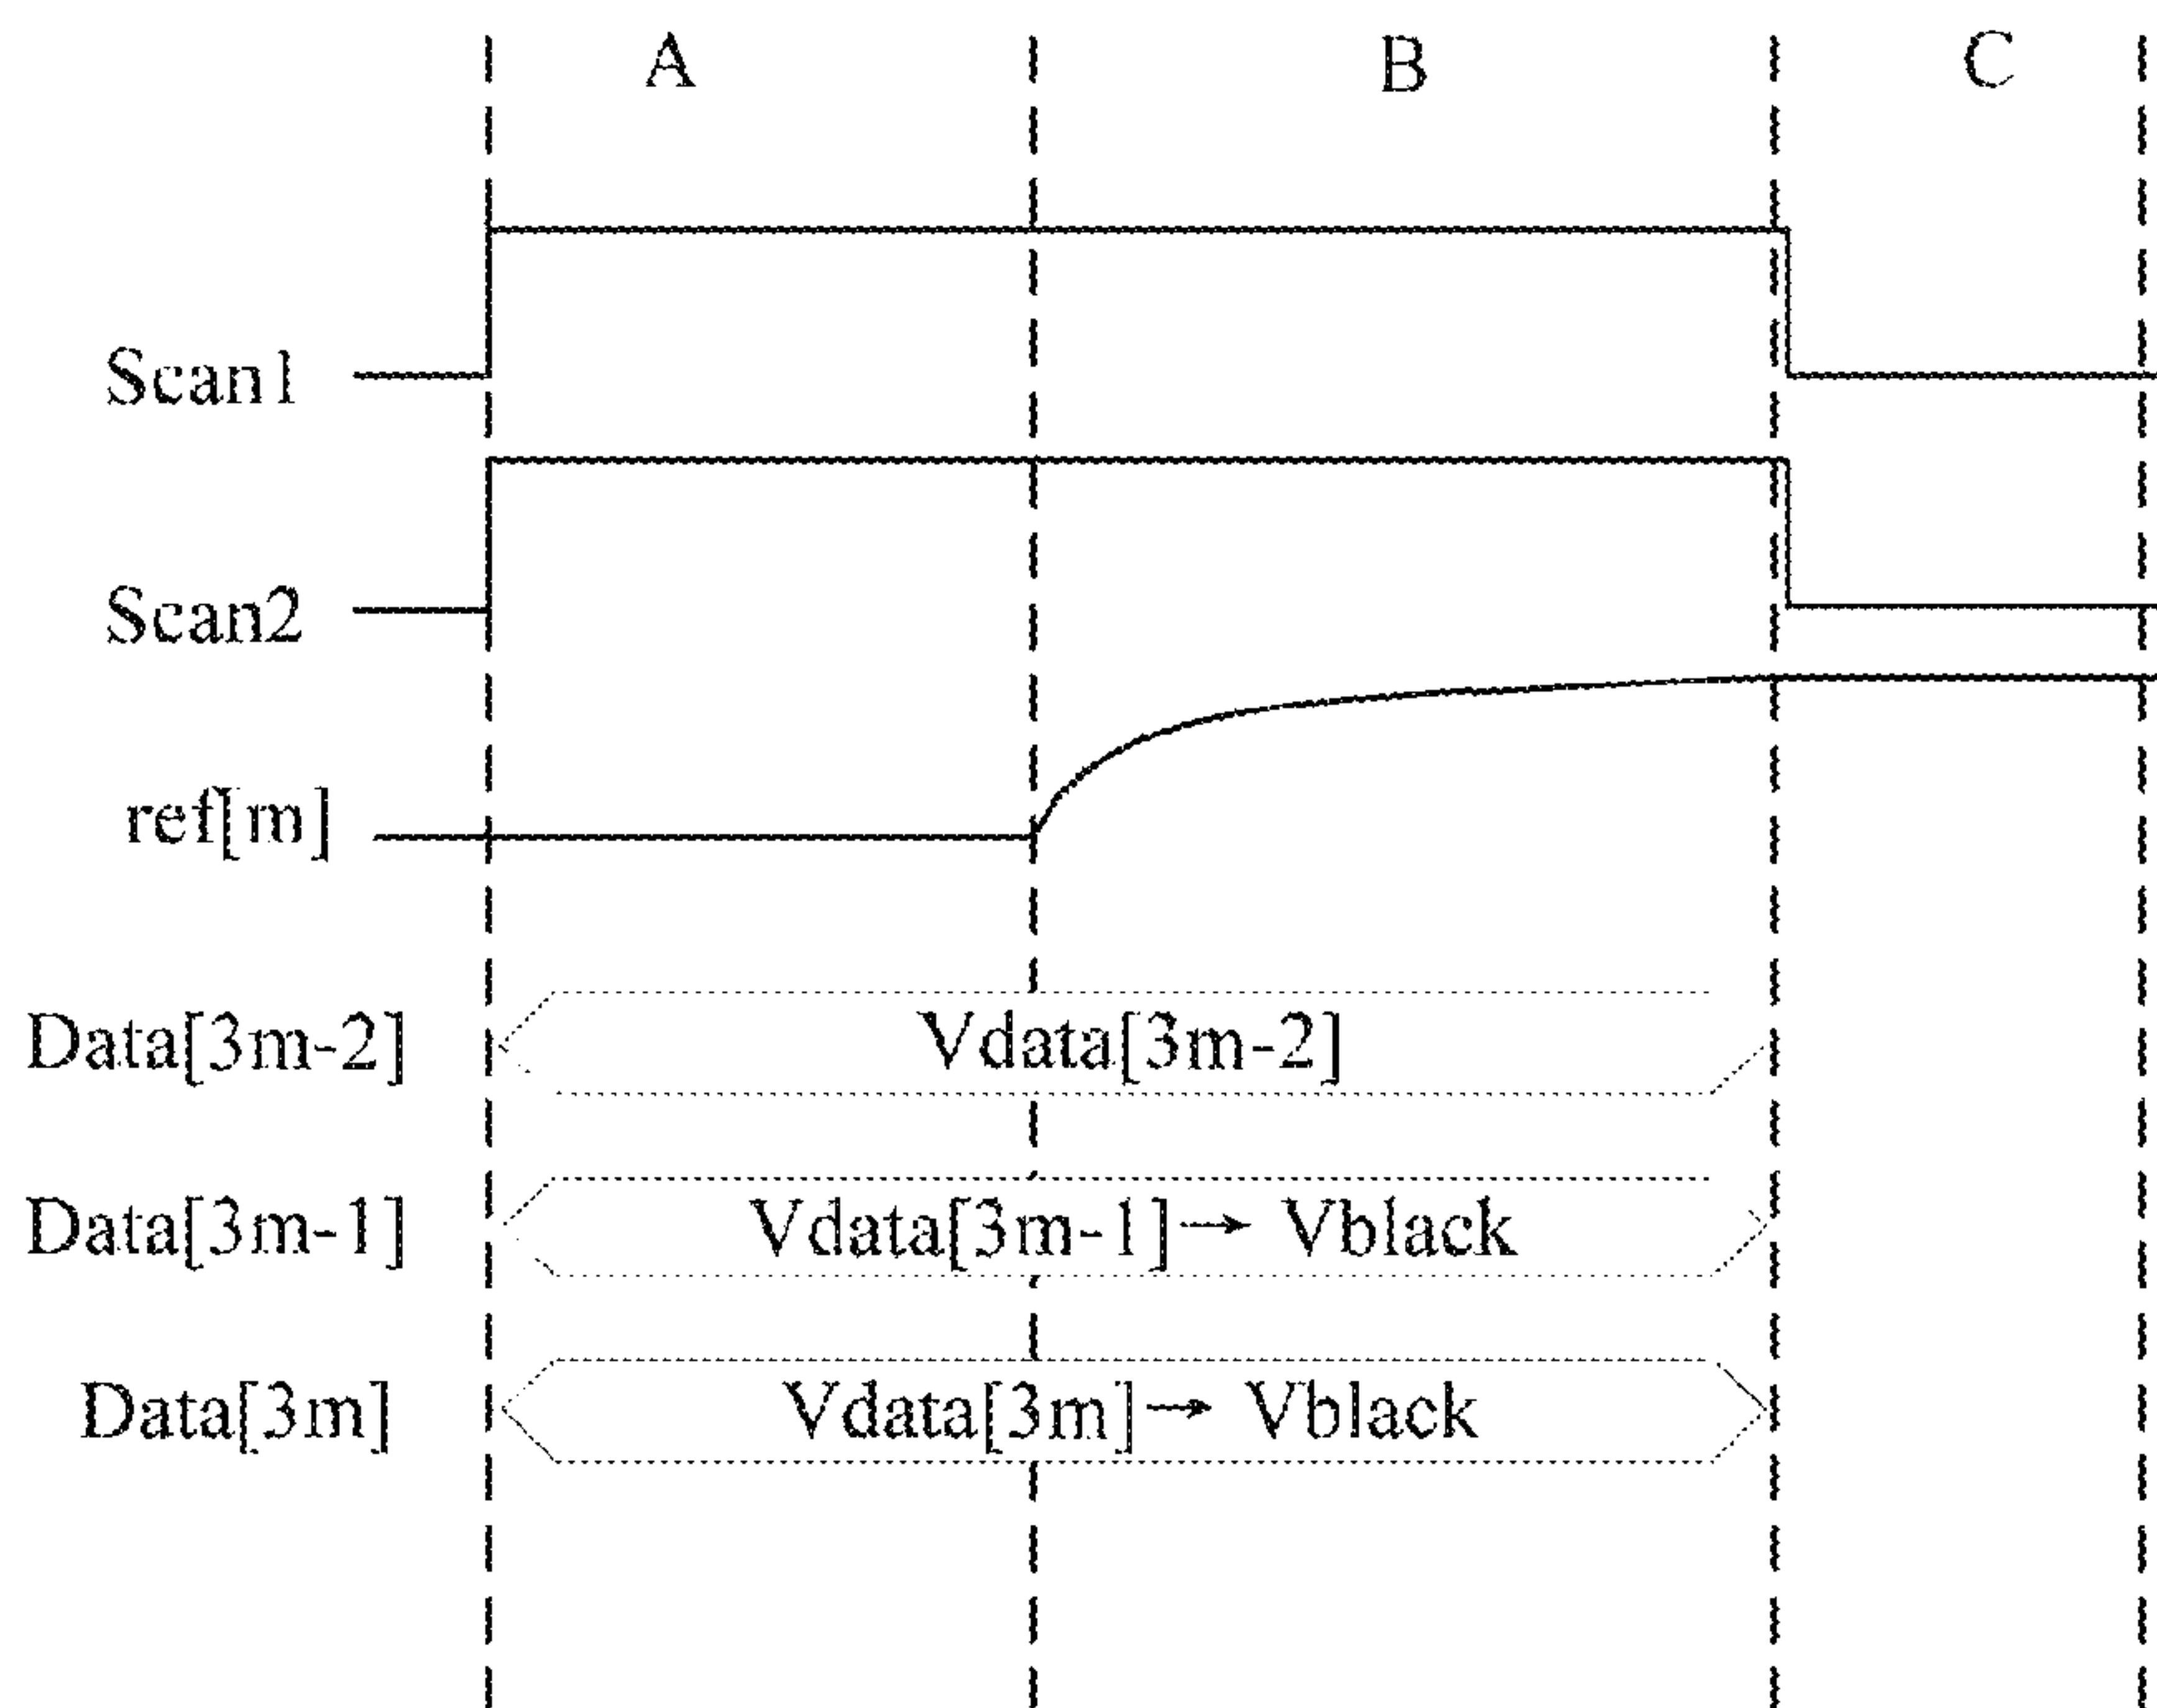 A B C
Scan1
Scan2
ref[m]
Data[3m-2] Vdata[3m-2]
Data[3m-1] Vdata[3m-1]→ Vblack
Data[3m] Vdata[3m]→ Vblack